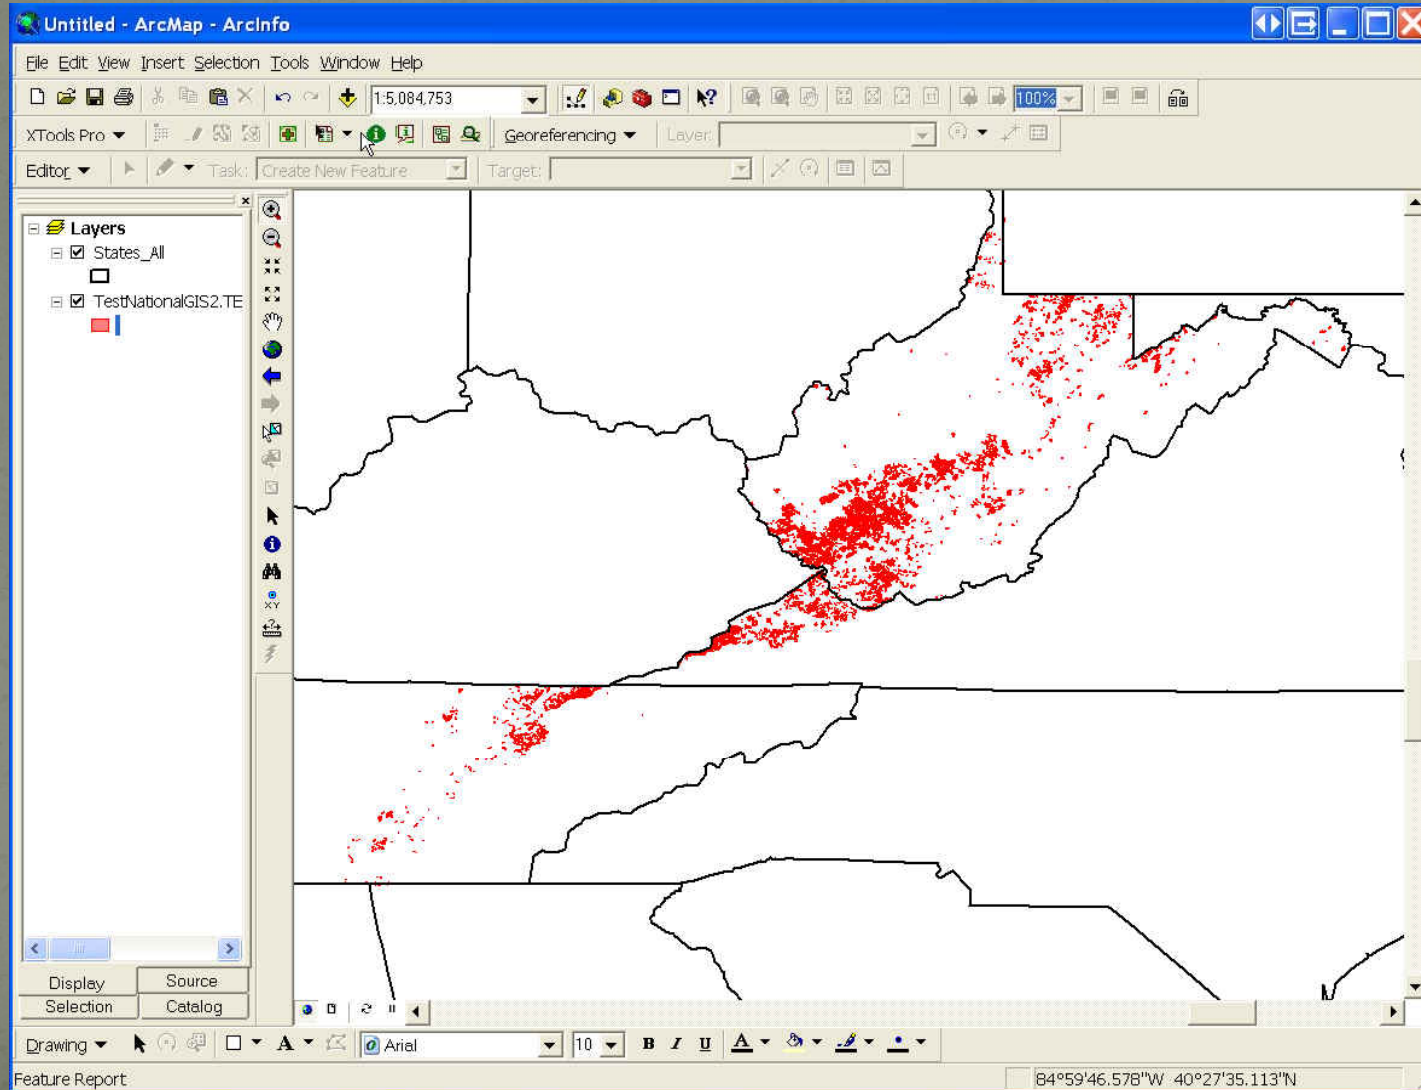 Untitled - ArcMap - ArcInfo
File Edit View Insert Selection Tools Window Help
1:5,084,753
100%
XTools Pro
Georeferencing
Layer:
Editor
Task:
Create New Feature
Target:
Layers
States_All
TestNationalGIS2.TE
XY
Display
Source
Selection
Catalog
Drawing
A
Arial
10
B I U A
Feature Report
84°59'46.578"W 40°27'35.113"N